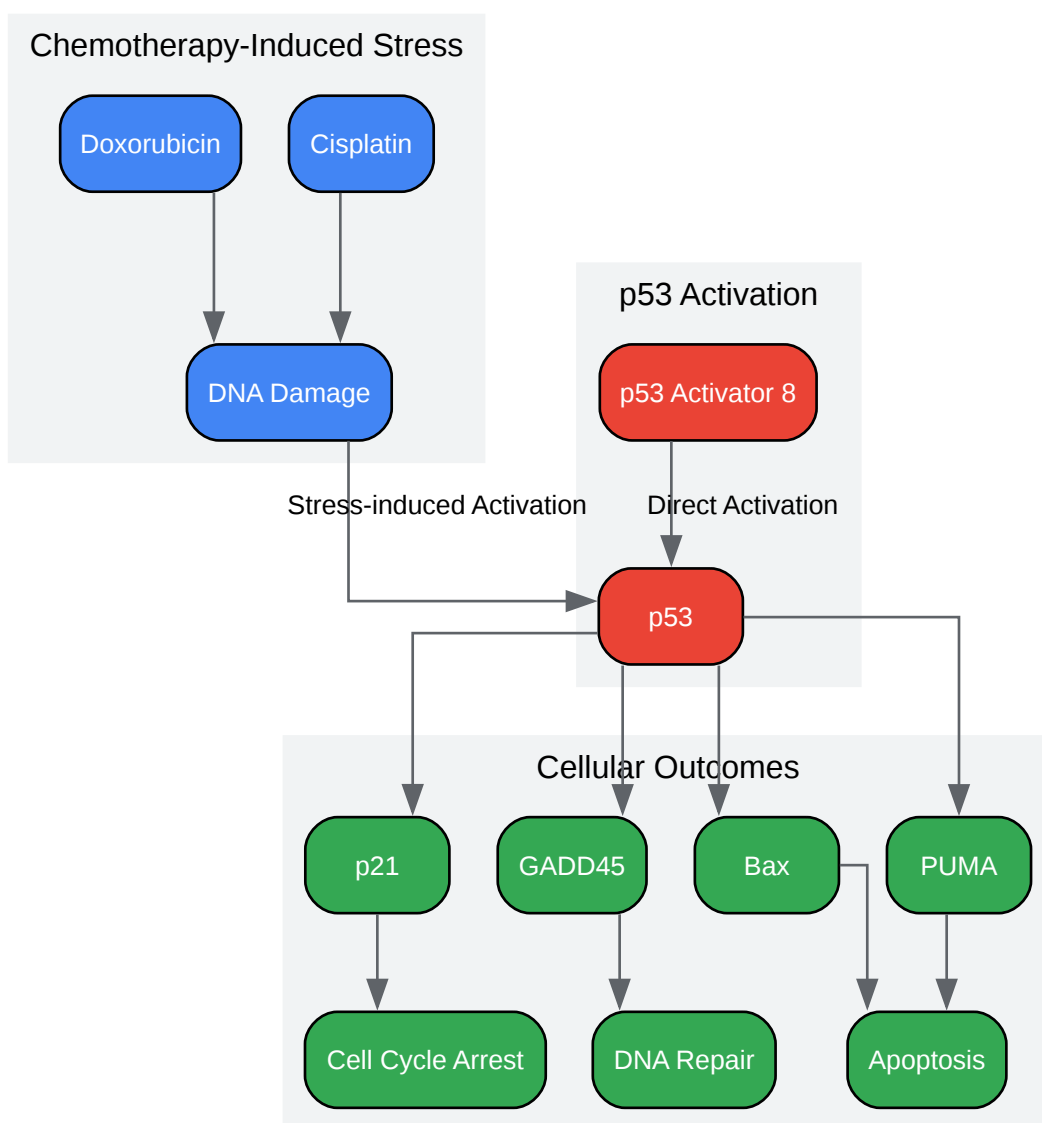 Chemotherapy-Induced Stress
Doxorubicin
Cisplatin
DNA Damage
p53 Activation
p53 Activator 8
Stress-induced Activation
Direct Activation
p53
Cellular Outcomes
p21
GADD45
Bax
PUMA
Cell Cycle Arrest
DNA Repair
Apoptosis